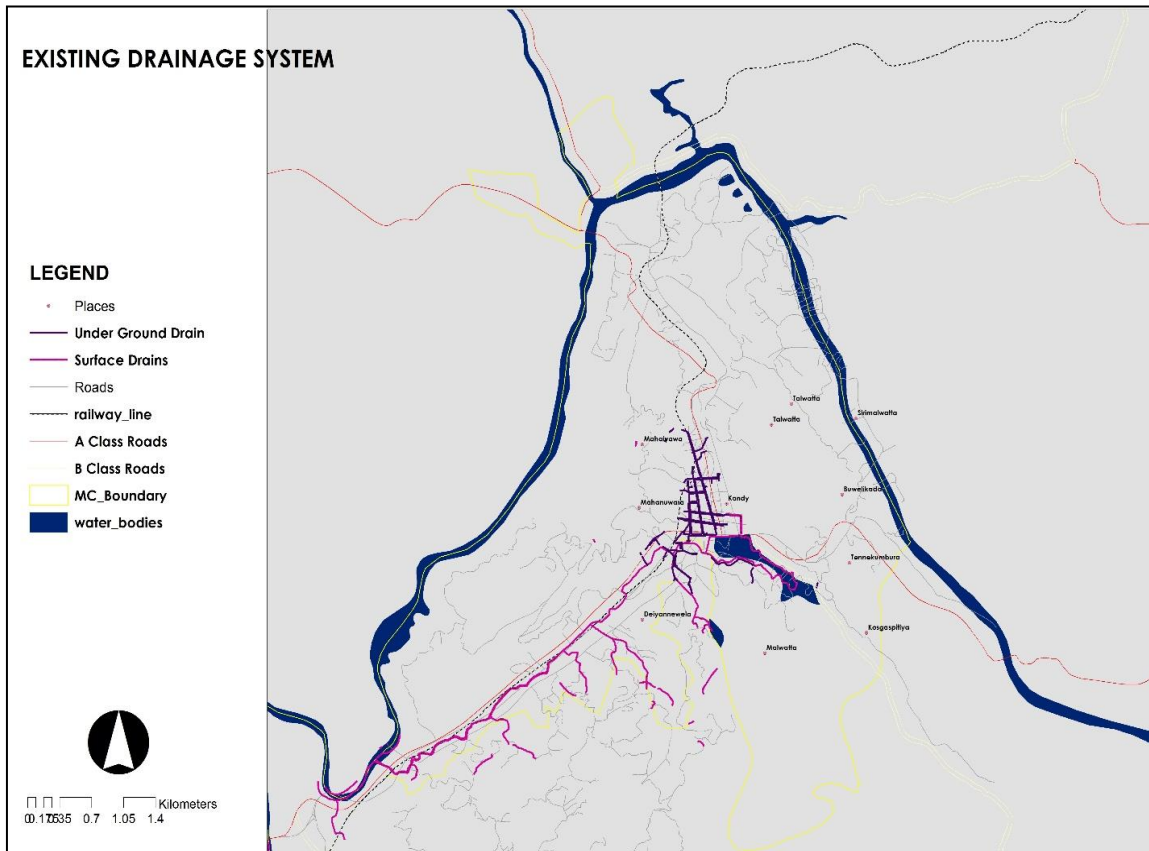 EXISTING DRAINAGE SYSTEM
LEGEND
Places
Under Ground Drain
Surface Drains
Roads
railway_line
A Class Roads
B Class Roads
MC_Boundary
water_bodies
Kilometers
0.7 1.05 1.4
Talwatta
Sirimalwatta
Talwatta
Mahaiyawa
Buwelikada
Mahanuwara
Kandy
Tennekumbura
Deiyannewela
Kosgaspitiya
Malwatta